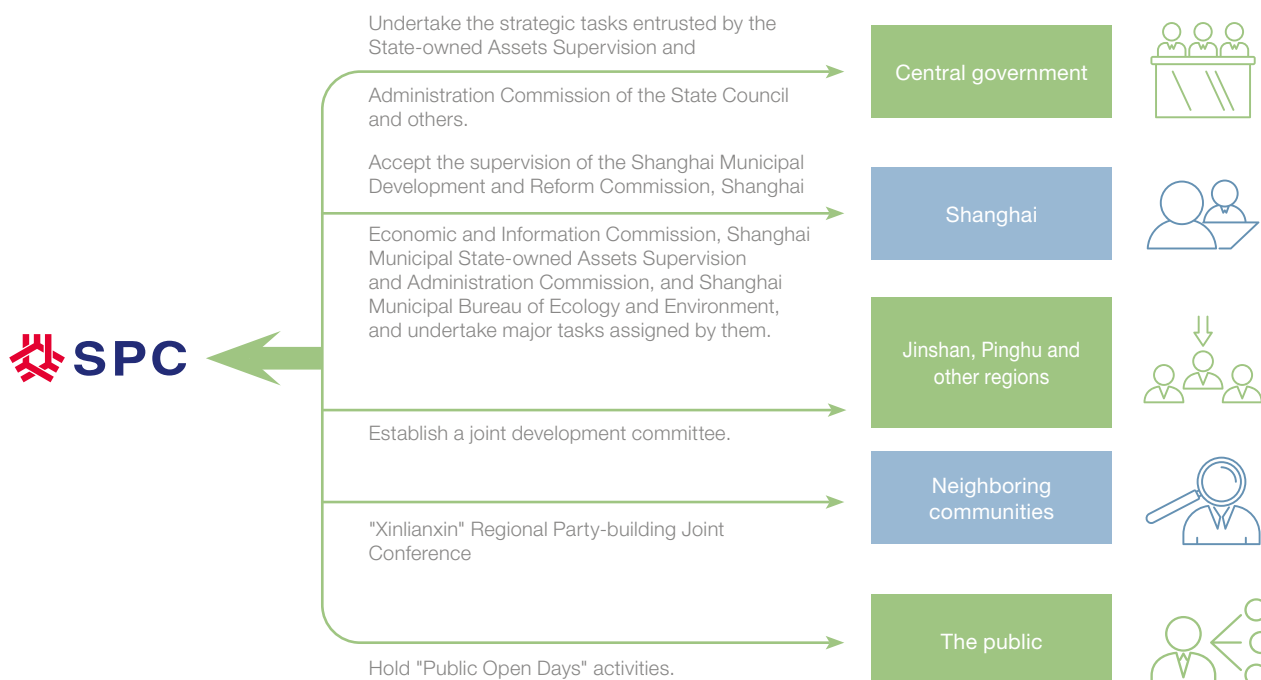 Undertake the strategic tasks entrusted by the
State-owned Assets Supervision and
Administration Commission of the State Council
and others.
Central government
Accept the supervision of the Shanghai Municipal
Development and Reform Commission, Shanghai
Economic and Information Commission, Shanghai
Municipal State-owned Assets Supervision
and Administration Commission, and Shanghai
Municipal Bureau of Ecology and Environment,
and undertake major tasks assigned by them.
Shanghai
SPC
Establish a joint development committee.
Jinshan, Pinghu and
other regions
"Xinlianxin" Regional Party-building Joint
Conference
Neighboring
communities
Hold "Public Open Days" activities.
The public